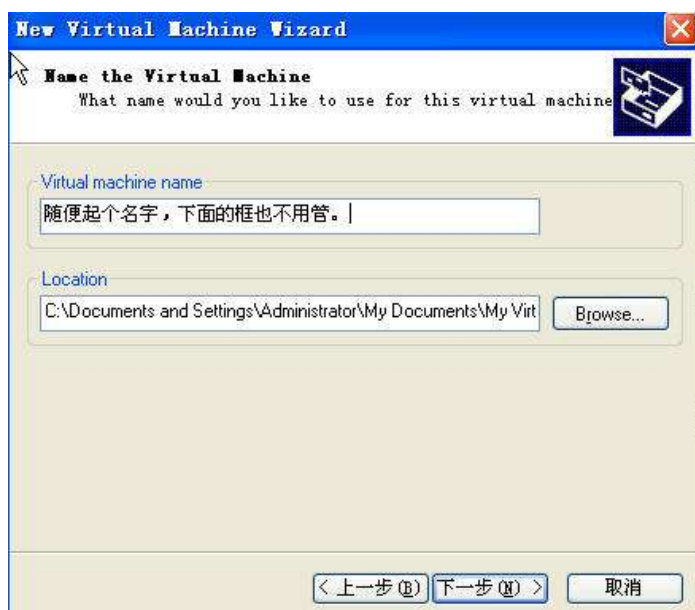 New Virtual Machine Wizard
Name the Virtual Machine
What name would you like to use for this virtual machine
Virtual machine name
随便起个名字，下面的框也不用管。
Location
C:\Documents and Settings\Administrator\My Documents\My Virt
Browse...
< 上一步(B)
下一步(N) >
取消